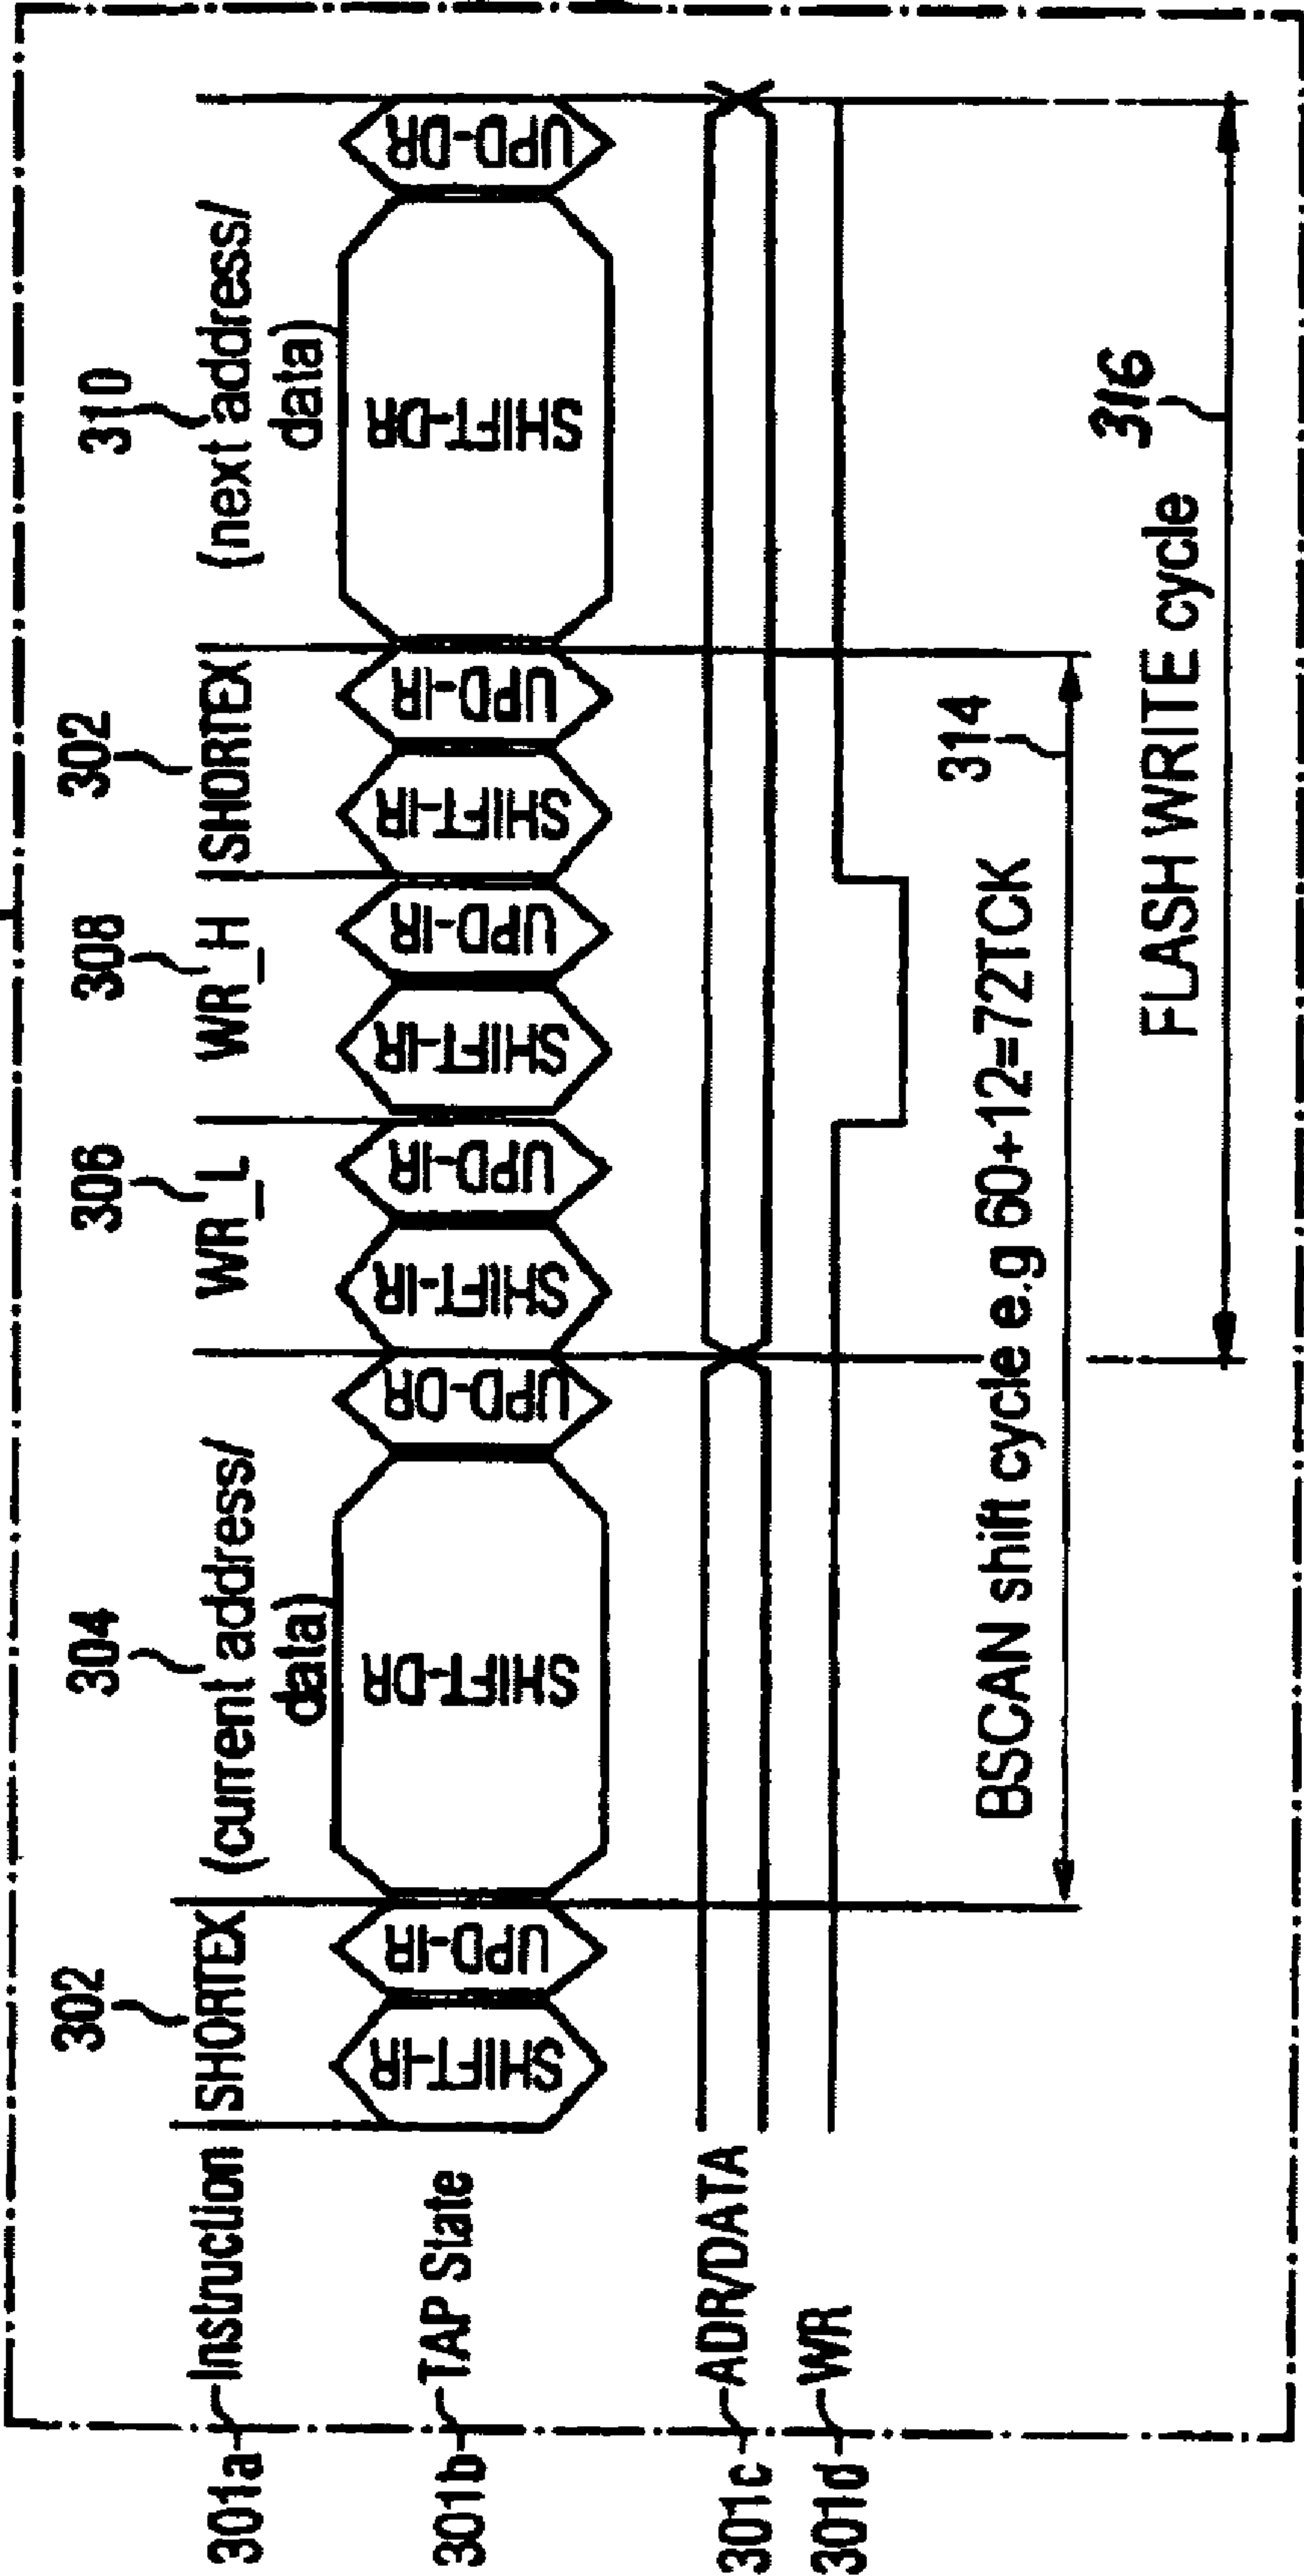 302 304 306 308 302 310
301a Instruction SHORTEX (current address/ data) WR_L WR_H SHORTEX (next address/ data)
301b TAP State SHIFT-IR UPD-IR SHIFT-DR UPD-DR SHIFT-IR UPD-IR SHIFT-IR UPD-IR SHIFT-IR UPD-IR SHIFT-DR UPD-DR
301c ADR/DATA
301d WR
314
BSCAN shift cycle e.g 60+12=72TCK
FLASH WRITE cycle 316